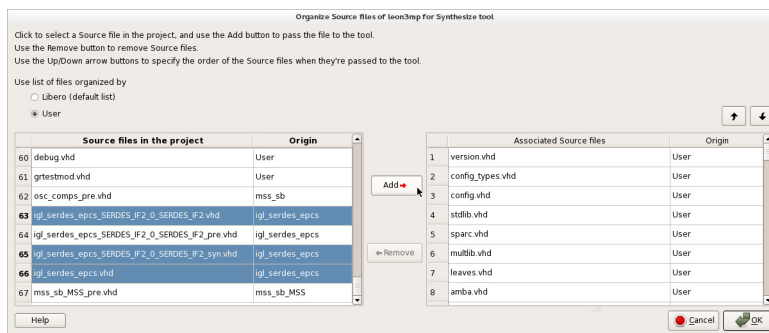 Organize Source files of leon3mp for Synthesize tool
Click to select a Source file in the project, and use the Add button to pass the file to the tool.
Use the Remove button to remove Source files.
Use the Up/Down arrow buttons to specify the order of the Source files when they're passed to the tool.
Use list of files organized by
Libero (default list)
User
Source files in the project Origin
60 debug.vhd User
61 grtestmod.vhd User
62 osc_comps_pre.vhd mss_sb
63 igl_serdes_epcs_SERDES_IF2_0_SERDES_IF2.vhd igl_serdes_epcs
64 igl_serdes_epcs_SERDES_IF2_0_SERDES_IF2_pre.vhd igl_serdes_epcs
65 igl_serdes_epcs_SERDES_IF2_0_SERDES_IF2_syn.vhd igl_serdes_epcs
66 igl_serdes_epcs.vhd igl_serdes_epcs
67 mss_sb_MSS_pre.vhd mss_sb_MSS
Add
Remove
Associated Source files Origin
1 version.vhd User
2 config_types.vhd User
3 config.vhd User
4 stdlib.vhd User
5 sparc.vhd User
6 multlib.vhd User
7 leaves.vhd User
8 amba.vhd User
Help
Cancel
OK